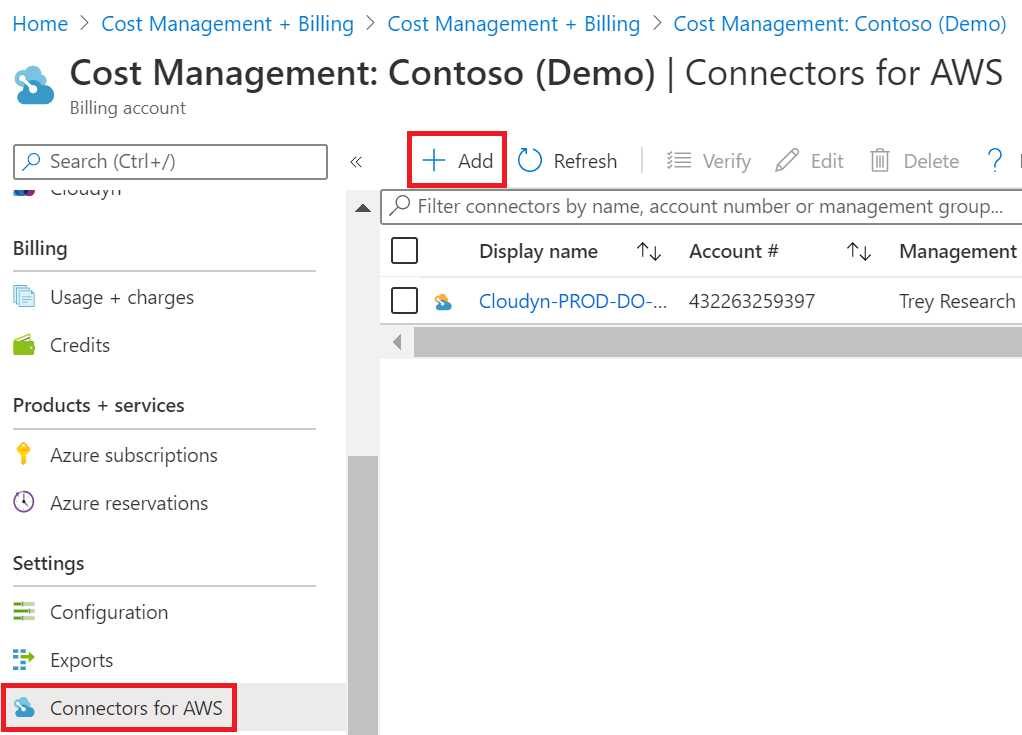 Home > Cost Management + Billing > Cost Management + Billing > Cost Management: Contoso (Demo)
Cost Management: Contoso (Demo) | Connectors for AWS
Billing account
Search (Ctrl+/)
«
Add
Refresh
Verify
Edit
Delete
?
Cloudyn
Filter connectors by name, account number or management group...
Display name ↑↓ Account # ↑↓ Management
Cloudyn-PROD-DO-... 432263259397 Trey Research
Billing
Usage + charges
Credits
Products + services
Azure subscriptions
Azure reservations
Settings
Configuration
Exports
Connectors for AWS